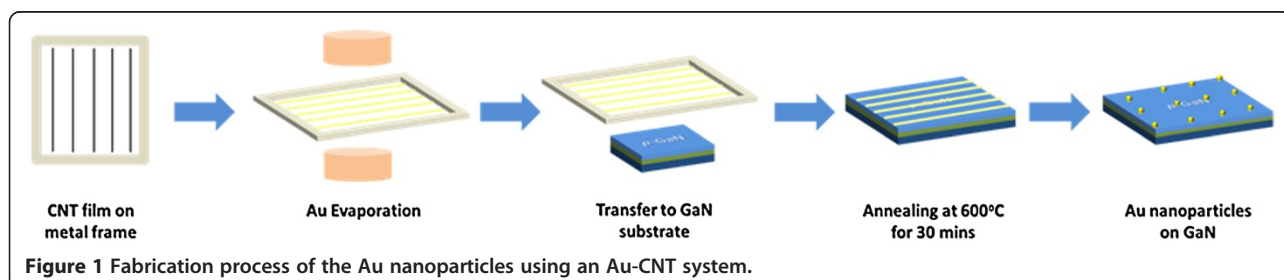 p-GaN
p-GaN
CNT film on
metal frame
Au Evaporation
Transfer to GaN
substrate
Annealing at 600°C
for 30 mins
Au nanoparticles
on GaN
Figure 1 Fabrication process of the Au nanoparticles using an Au-CNT system.